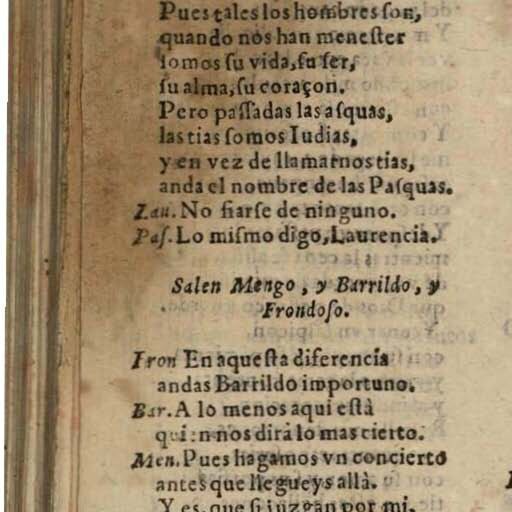 Pues tales los hombres son,
quando nos han menester
somos su vida, su ser,
su alma, su coraçon.
Pero passadas las asquas,
las tias somos Iudias,
y en vez de llamarnos tias,
anda el nombre de las Pasquas.
Lau. No fiarse de ninguno.
Pas. Lo mismo digo, Laurencia.
Salen Mengo, y Barrildo, y
Frondoso.
Fron En aquesta diferencia
andas Barrildo importuno.
Bar. A lo menos aqui està
quien nos dirà lo mas cierto.
Men. Pues hagamos vn concierto
antes que llegueys allà.
Y es, que si juzgan por mi,